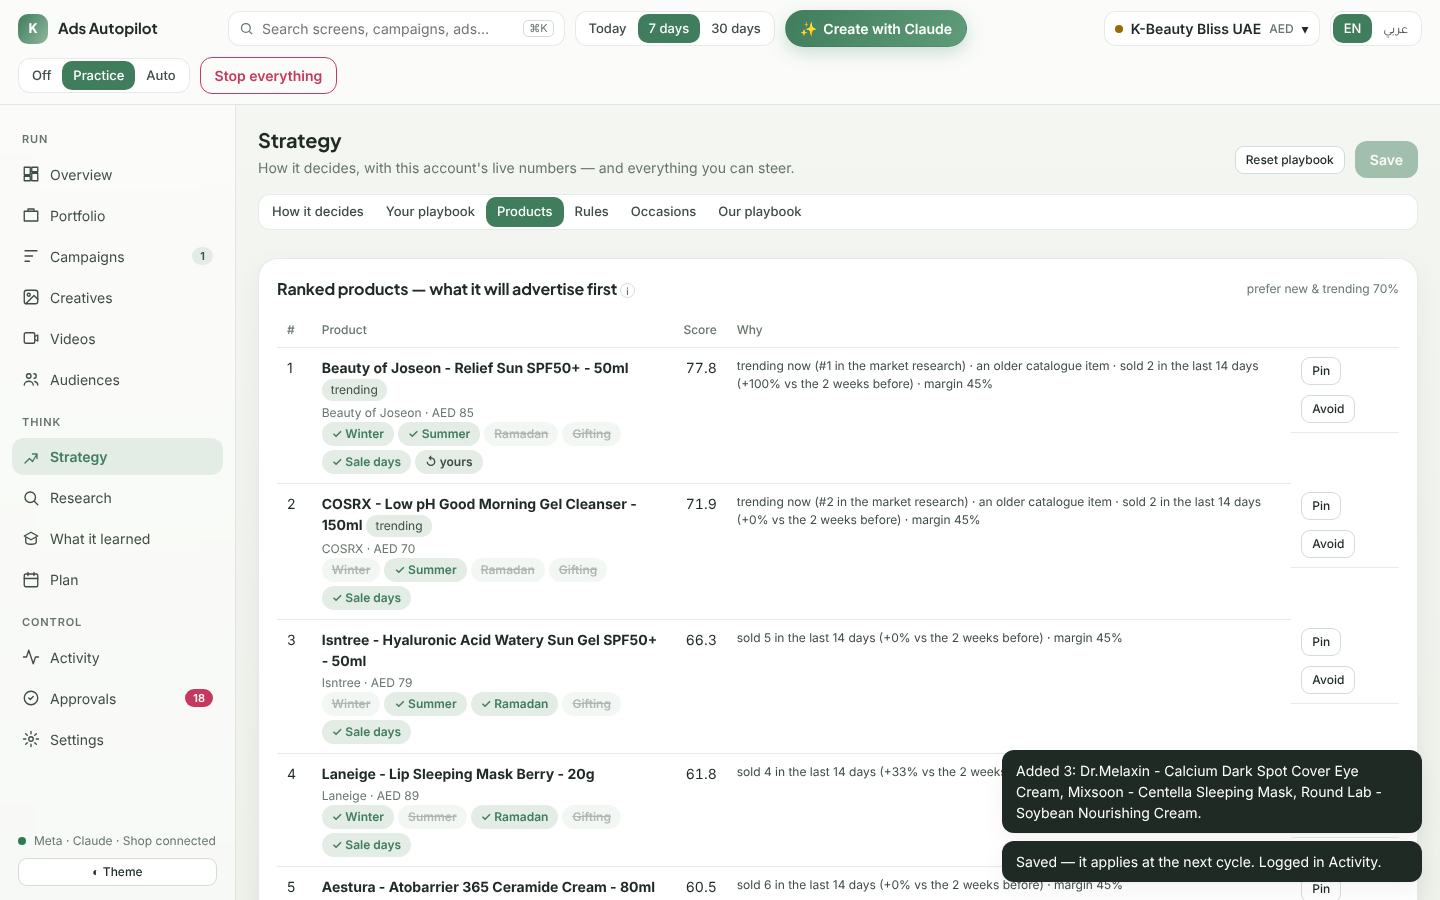 K
Ads Autopilot
Search screens, campaigns, ads...
⌘K
Today
7 days
30 days
✨ Create with Claude
K-Beauty Bliss UAE AED ▾
EN
عربي
Off
Practice
Auto
Stop everything
RUN
Overview
Portfolio
Campaigns
1
Creatives
Videos
Audiences
THINK
Strategy
Research
What it learned
Plan
CONTROL
Activity
Approvals
18
Settings
Meta · Claude · Shop connected
Theme
Strategy
How it decides, with this account's live numbers — and everything you can steer.
Reset playbook
Save
How it decides
Your playbook
Products
Rules
Occasions
Our playbook
Ranked products — what it will advertise first
i
prefer new & trending 70%
# Product Score Why
1
Beauty of Joseon - Relief Sun SPF50+ - 50ml
trending
Beauty of Joseon · AED 85
✓ Winter ✓ Summer Ramadan Gifting
✓ Sale days ↺ yours
77.8
trending now (#1 in the market research) · an older catalogue item · sold 2 in the last 14 days
(+100% vs the 2 weeks before) · margin 45%
Pin
Avoid
2
COSRX - Low pH Good Morning Gel Cleanser -
150ml trending
COSRX · AED 70
Winter ✓ Summer Ramadan Gifting
✓ Sale days
71.9
trending now (#2 in the market research) · an older catalogue item · sold 2 in the last 14 days
(+0% vs the 2 weeks before) · margin 45%
Pin
Avoid
3
Isntree - Hyaluronic Acid Watery Sun Gel SPF50+
- 50ml
Isntree · AED 79
Winter ✓ Summer ✓ Ramadan Gifting
✓ Sale days
66.3
sold 5 in the last 14 days (+0% vs the 2 weeks before) · margin 45%
Pin
Avoid
4
Laneige - Lip Sleeping Mask Berry - 20g
Laneige · AED 89
✓ Winter Summer ✓ Ramadan Gifting
✓ Sale days
61.8
sold 4 in the last 14 days (+33% vs the 2 weeks
5
Aestura - Atobarrier 365 Ceramide Cream - 80ml
60.5
sold 6 in the last 14 days (+0% vs the 2 weeks before) · margin 45%
Pin
Added 3: Dr.Melaxin - Calcium Dark Spot Cover Eye
Cream, Mixsoon - Centella Sleeping Mask, Round Lab -
Soybean Nourishing Cream.
Saved — it applies at the next cycle. Logged in Activity.